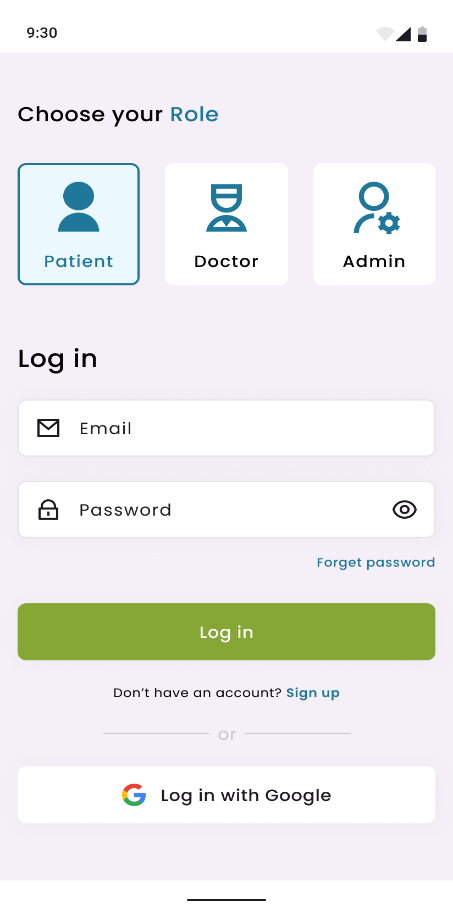 9:30
Choose your Role
Patient
Doctor
Admin
Log in
Email
Password
Forget password
Log in
Don't have an account? Sign up
or
Log in with Google